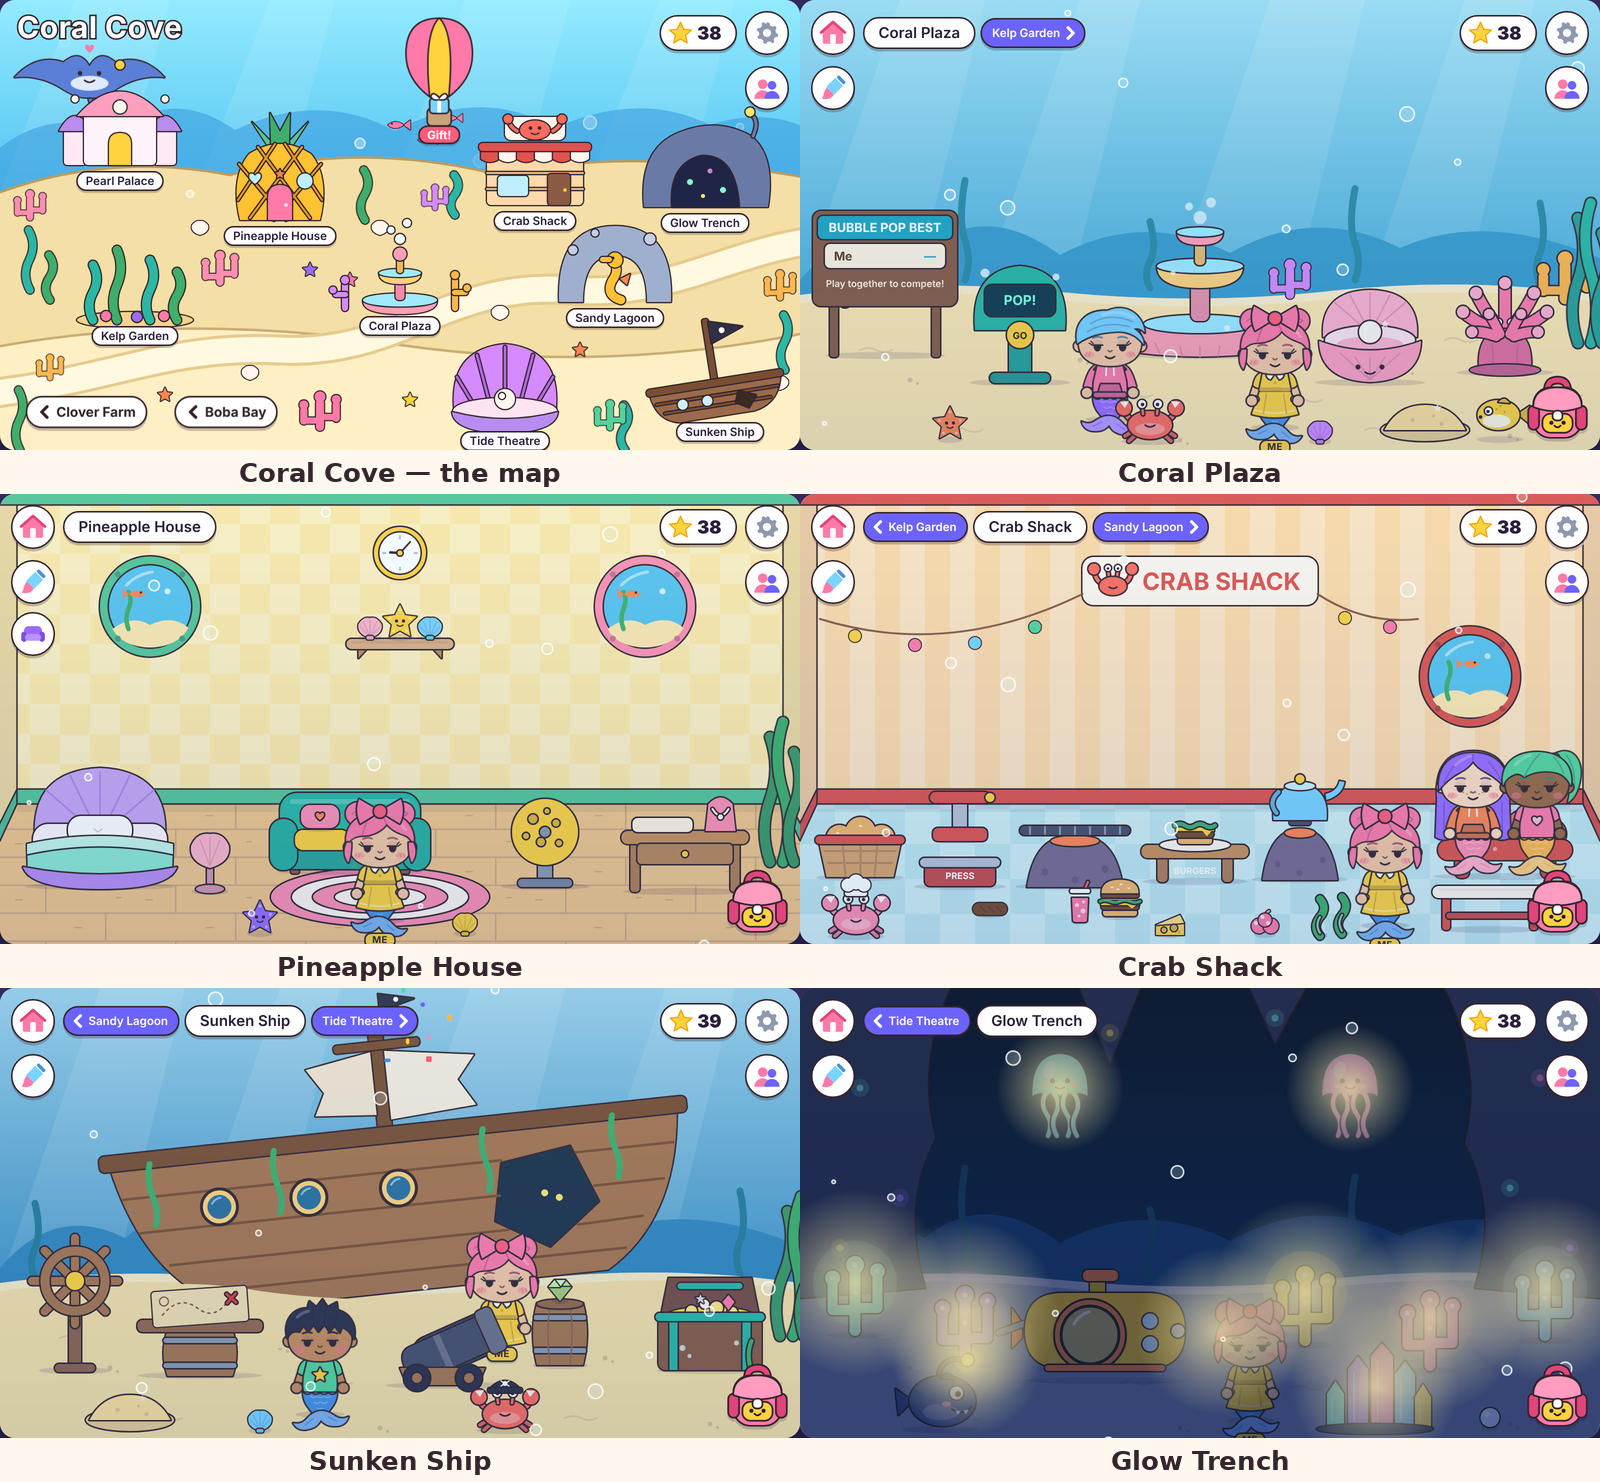 Coral Cove
38
Gift!
Pearl Palace
Pineapple House
Crab Shack
Glow Trench
Kelp Garden
Coral Plaza
Sandy Lagoon
Clover Farm
Boba Bay
Tide Theatre
Sunken Ship
Coral Cove — the map
Coral Plaza
Kelp Garden
38
BUBBLE POP BEST
Me —
Play together to compete!
POP!
GO
ME
Coral Plaza
Pineapple House
38
ME
Pineapple House
Kelp Garden
Crab Shack
Sandy Lagoon
38
CRAB SHACK
PRESS
BURGERS
ME
Crab Shack
Sandy Lagoon
Sunken Ship
Tide Theatre
39
ME
Sunken Ship
Tide Theatre
Glow Trench
38
ME
Glow Trench